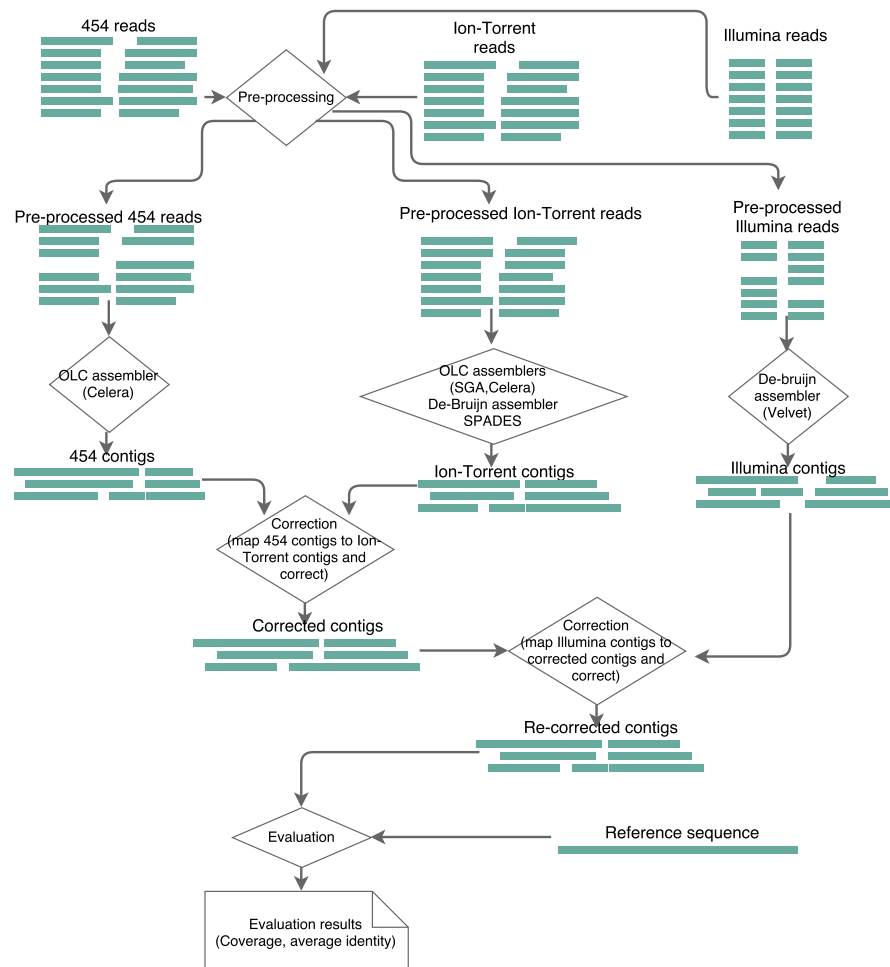 454 reads
Ion-Torrent
reads
Illumina reads
Pre-processing
Pre-processed 454 reads
Pre-processed Ion-Torrent reads
Pre-processed
Illumina reads
OLC assembler
(Celera)
OLC assemblers
(SGA,Celera)
De-Bruijn assembler
SPADES
De-bruijn
assembler
(Velvet)
454 contigs
Ion-Torrent contigs
Illumina contigs
Correction
(map 454 contigs to Ion-
Torrent contigs and
correct)
Corrected contigs
Correction
(map Illumina contigs to
corrected contigs and
correct)
Re-corrected contigs
Evaluation
Reference sequence
Evaluation results
(Coverage, average identity)